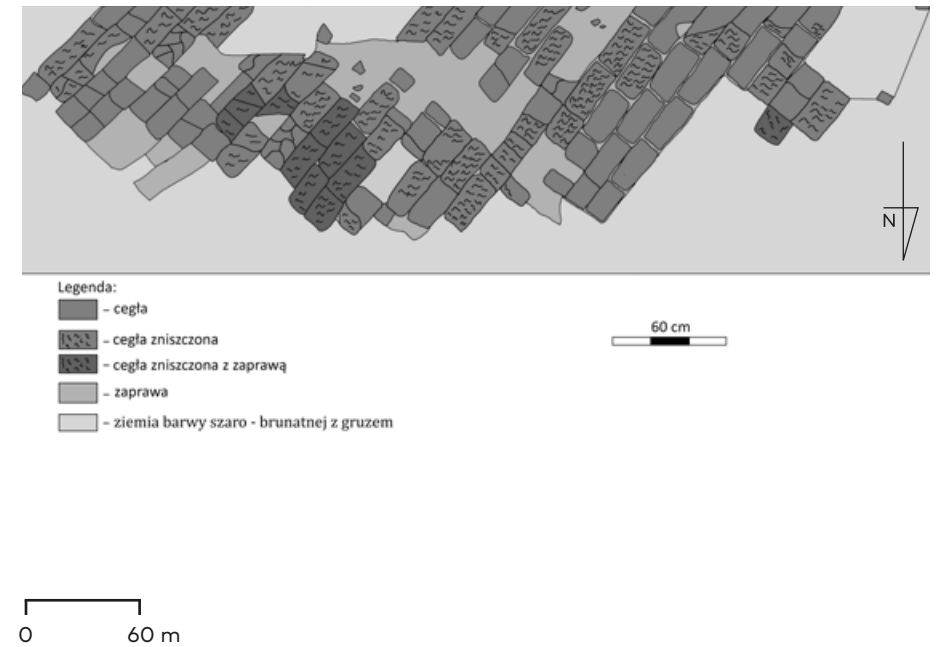 N
Legenda:
– cegła
– cegła zniszczona
– cegła zniszczona z zaprawą
– zaprawa
– ziemia barwy szaro - brunatnej z gruzem
60 cm
0 60 m